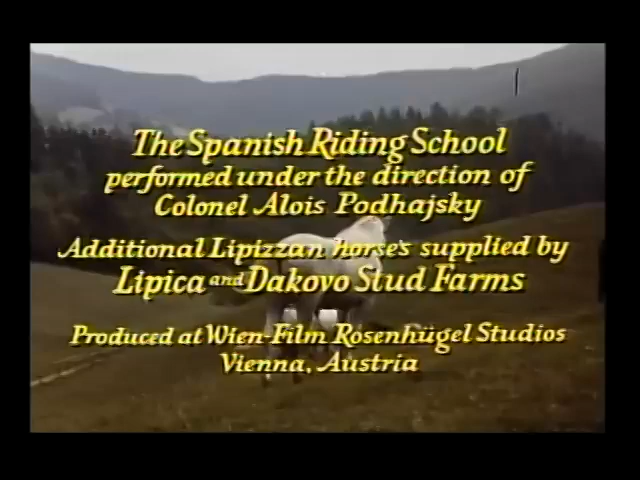 The Spanish Riding School
performed under the direction of
Colonel Alois Podhajsky
Additional Lipizzan horses supplied by
Lipica and Dakovo Stud Farms
Produced at Wien-Film Rosenhügel Studios
Vienna, Austria